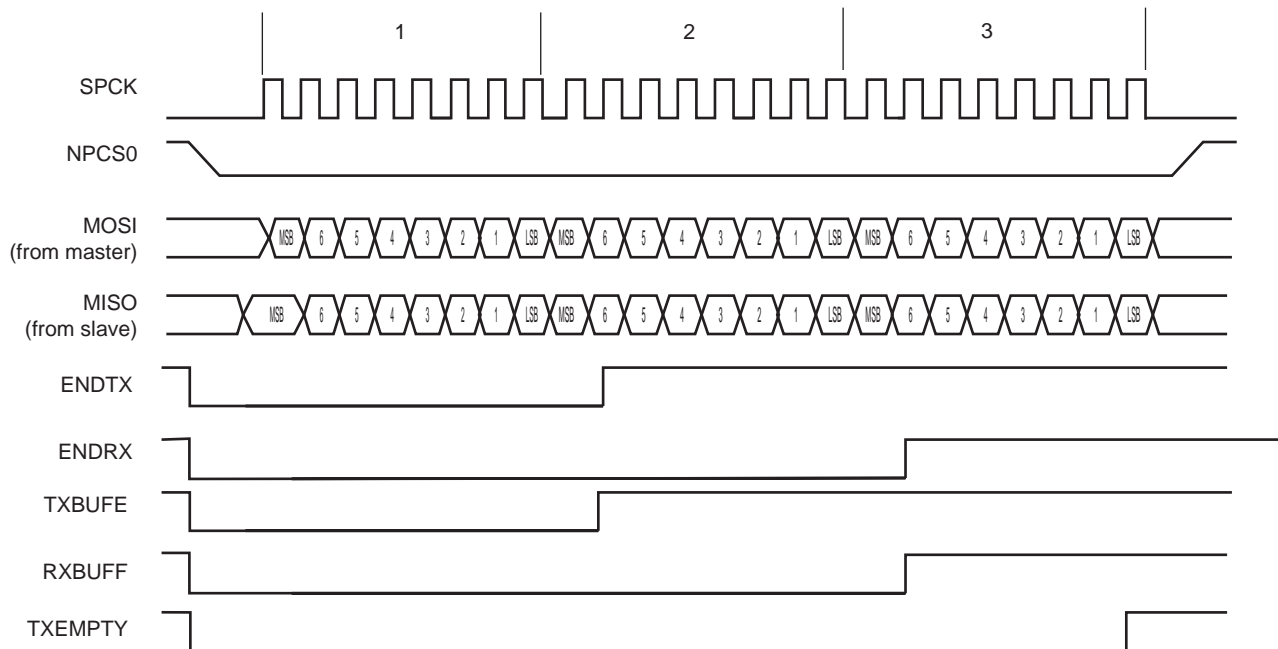 1 2 3
SPCK
NPCS0
MOSI
(from master)
MSB 6 5 4 3 2 1 LSB MSB 6 5 4 3 2 1 LSB MSB 6 5 4 3 2 1 LSB
MISO
(from slave)
MSB 6 5 4 3 2 1 LSB MSB 6 5 4 3 2 1 LSB MSB 6 5 4 3 2 1 LSB
ENDTX
ENDRX
TXBUFE
RXBUFF
TXEMPTY